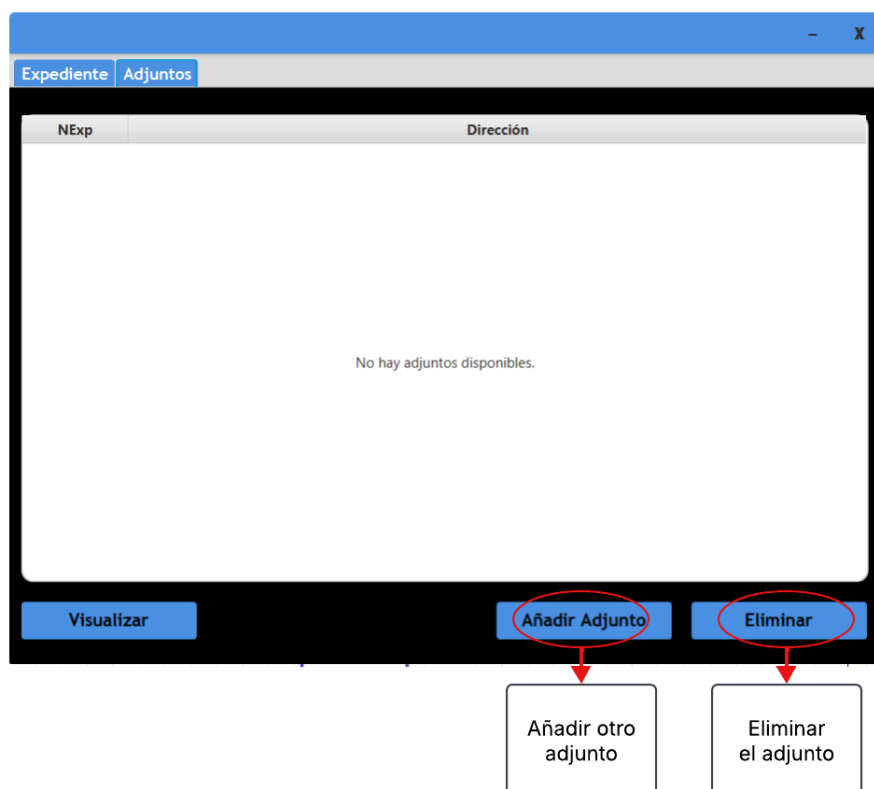 – X
Expediente Adjuntos
NExp Dirección
No hay adjuntos disponibles.
Visualizar Añadir Adjunto Eliminar
Añadir otro
adjunto
Eliminar
el adjunto